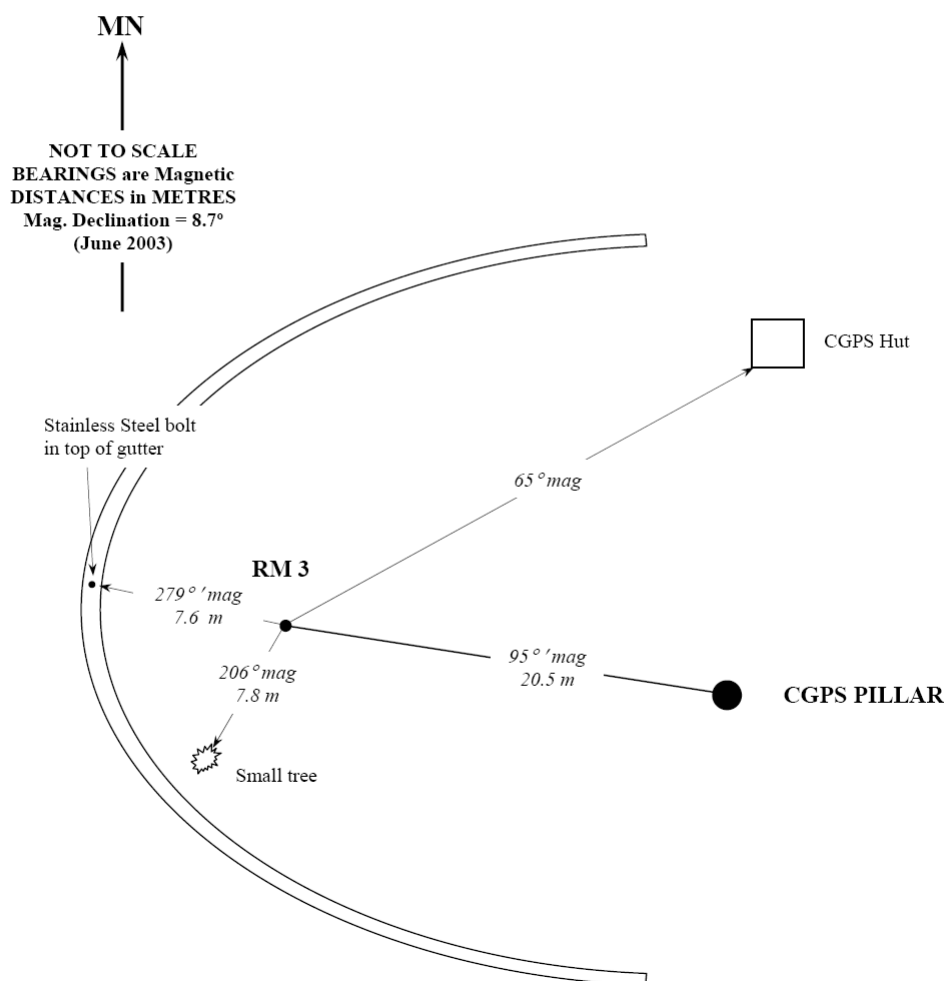 MN
NOT TO SCALE
BEARINGS are Magnetic
DISTANCES in METRES
Mag. Declination = 8.7°
(June 2003)
CGPS Hut
Stainless Steel bolt
in top of gutter
65° mag
RM 3
279° ' mag
7.6 m
95° ' mag
20.5 m
206° mag
7.8 m
CGPS PILLAR
Small tree